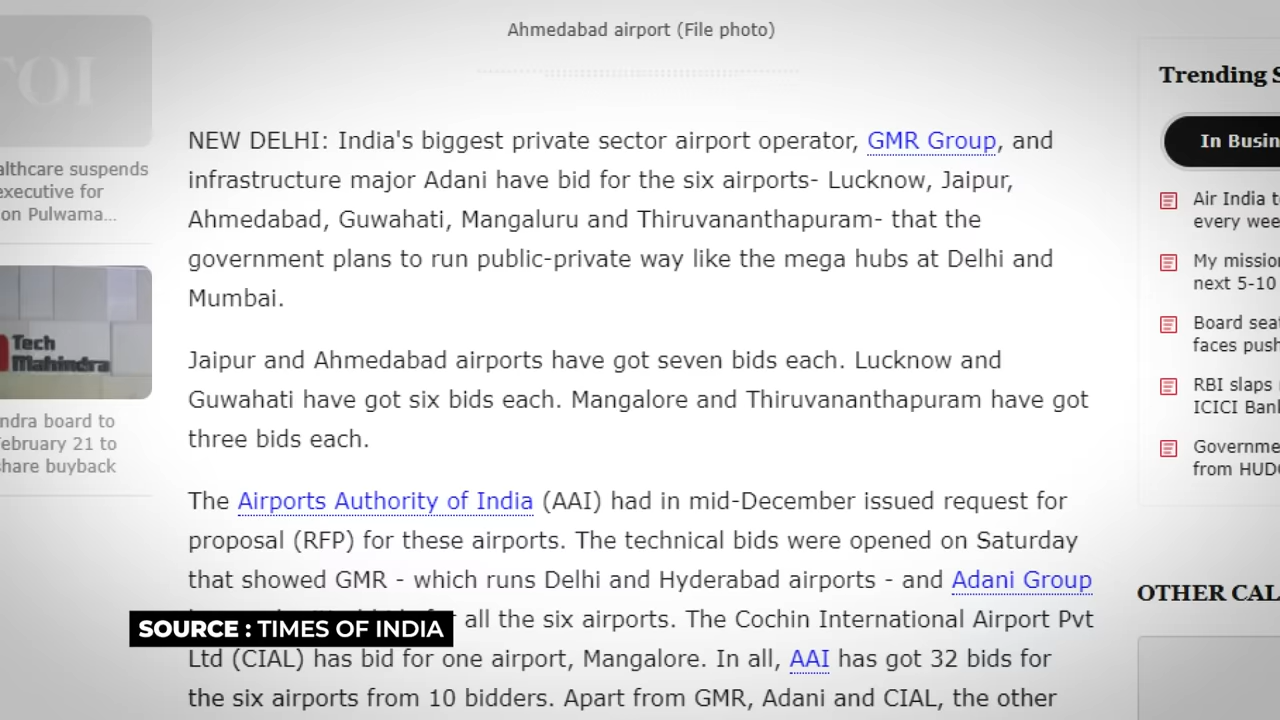 Ahmedabad airport (File photo)
TOI
althcare suspends
executive for
on Pulwama...
Tech
Mahindra
ndra board to
ebruary 21 to
hare buyback
NEW DELHI: India's biggest private sector airport operator, GMR Group, and
infrastructure major Adani have bid for the six airports- Lucknow, Jaipur,
Ahmedabad, Guwahati, Mangaluru and Thiruvananthapuram- that the
government plans to run public-private way like the mega hubs at Delhi and
Mumbai.
Jaipur and Ahmedabad airports have got seven bids each. Lucknow and
Guwahati have got six bids each. Mangalore and Thiruvananthapuram have got
three bids each.
The Airports Authority of India (AAI) had in mid-December issued request for
proposal (RFP) for these airports. The technical bids were opened on Saturday
that showed GMR - which runs Delhi and Hyderabad airports - and Adani Group
all the six airports. The Cochin International Airport Pvt
SOURCE : TIMES OF INDIA
Ltd (CIAL) has bid for one airport, Mangalore. In all, AAI has got 32 bids for
the six airports from 10 bidders. Apart from GMR, Adani and CIAL, the other
Trending S
In Busin
Air India t
every wee
My mission
next 5-10
Board sea
faces push
RBI slaps
ICICI Ban
Governme
from HUD
OTHER CAL